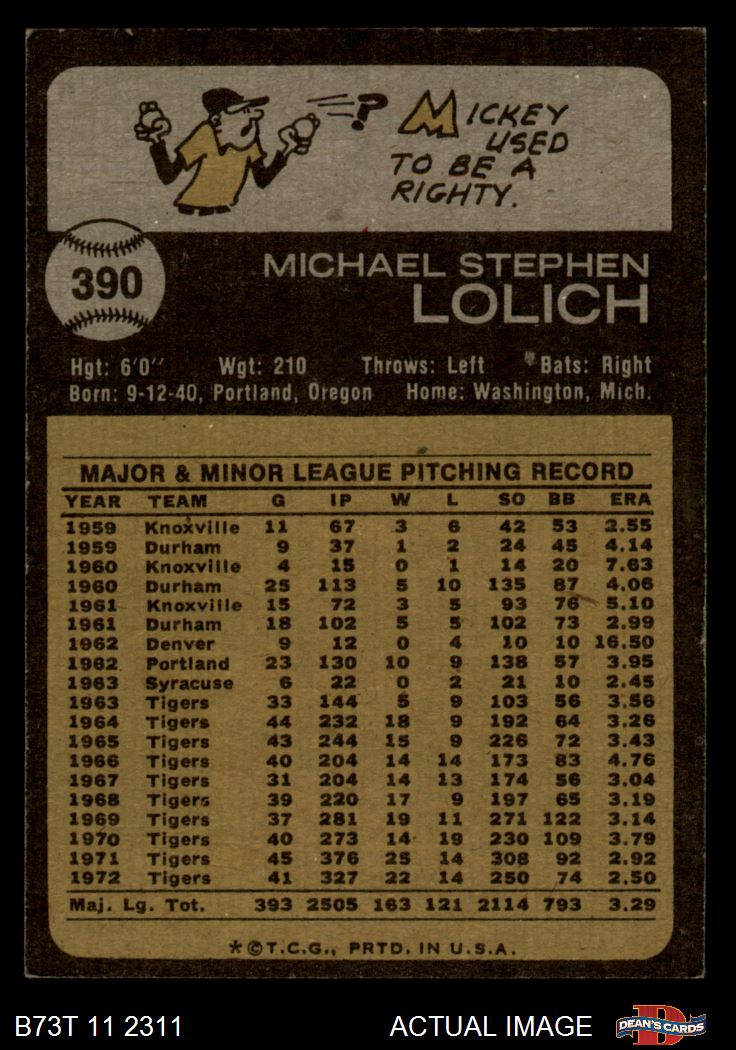 MICKEY
USED
TO BE A
RIGHTY.
?
390
MICHAEL STEPHEN
LOLICH
Hgt: 6'0'' Wgt: 210 Throws: Left Bats: Right
Born: 9-12-40, Portland, Oregon Home: Washington, Mich.
MAJOR & MINOR LEAGUE PITCHING RECORD
YEAR TEAM G IP W L SO BB ERA
1959 Knoxville 11 67 3 6 42 53 2.55
1959 Durham 9 37 1 2 24 45 4.14
1960 Knoxville 4 15 0 1 14 20 7.63
1960 Durham 25 113 5 10 135 87 4.06
1961 Knoxville 15 72 3 5 93 76 5.10
1961 Durham 18 102 5 5 102 73 2.99
1962 Denver 9 12 0 4 10 10 16.50
1962 Portland 23 130 10 9 138 57 3.95
1963 Syracuse 6 22 0 2 21 10 2.45
1963 Tigers 33 144 5 9 103 56 3.56
1964 Tigers 44 232 18 9 192 64 3.26
1965 Tigers 43 244 15 9 226 72 3.43
1966 Tigers 40 204 14 14 173 83 4.76
1967 Tigers 31 204 14 13 174 56 3.04
1968 Tigers 39 220 17 9 197 65 3.19
1969 Tigers 37 281 19 11 271 122 3.14
1970 Tigers 40 273 14 19 230 109 3.79
1971 Tigers 45 376 25 14 308 92 2.92
1972 Tigers 41 327 22 14 250 74 2.50
Maj. Lg. Tot. 393 2505 163 121 2114 793 3.29
*©T.C.G., PRTD. IN U.S.A.
B73T 11 2311 ACTUAL IMAGE
D
DEAN'S CARDS